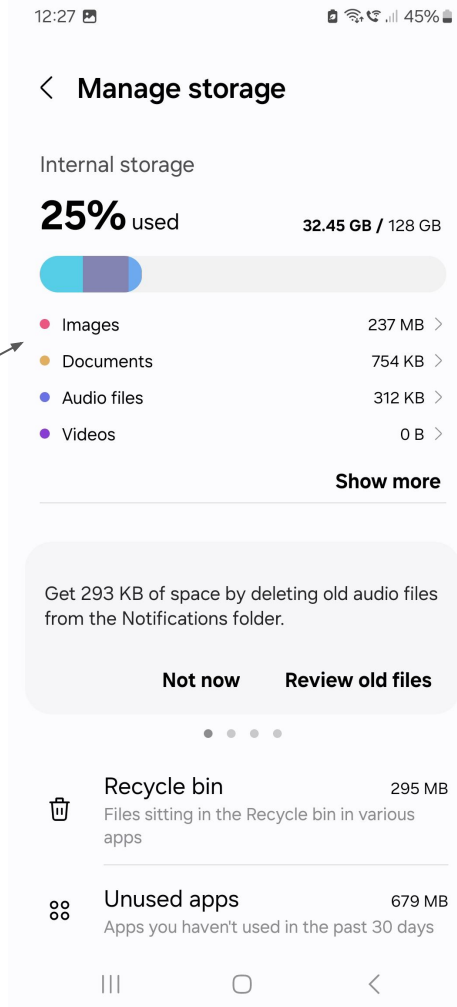 12:27 45%
Manage storage
Internal storage
25% used 32.45 GB / 128 GB
Images 237 MB
Documents 754 KB
Audio files 312 KB
Videos 0 B
Show more
Get 293 KB of space by deleting old audio files
from the Notifications folder.
Not now Review old files
Recycle bin 295 MB
Files sitting in the Recycle bin in various
apps
Unused apps 679 MB
Apps you haven't used in the past 30 days